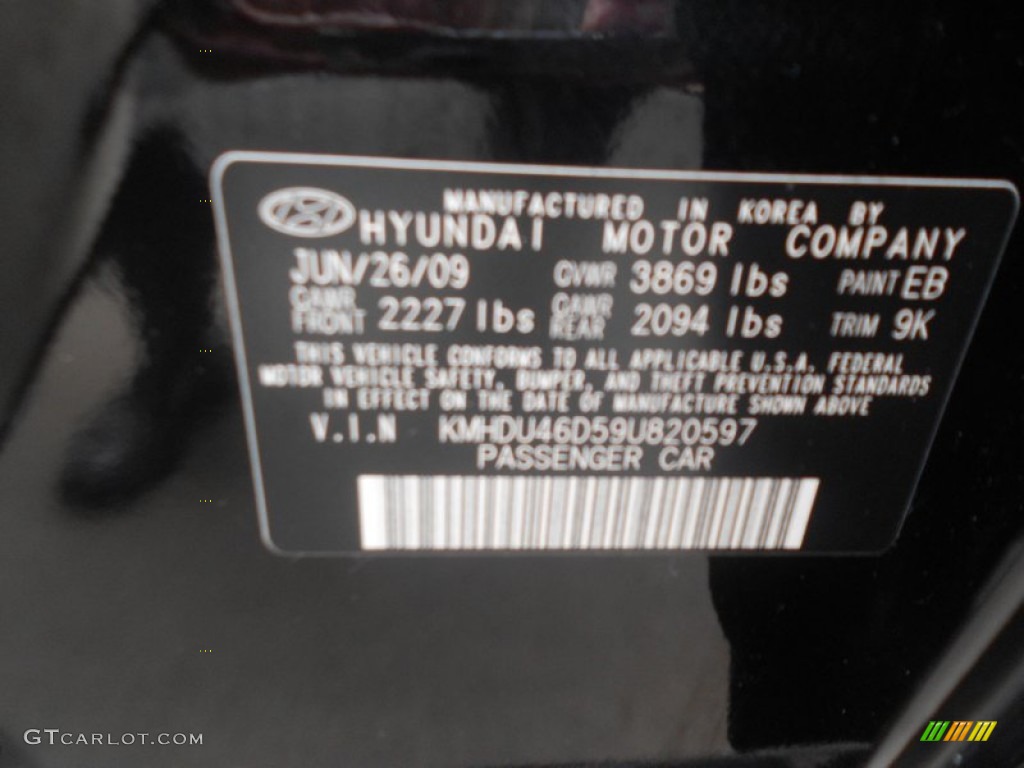 MANUFACTURED IN KOREA BY
HYUNDAI MOTOR COMPANY
JUN/26/09 GVWR 3869 lbs PAINT EB
GAWR FRONT 2227 lbs GAWR REAR 2094 lbs TRIM 9K
THIS VEHICLE CONFORMS TO ALL APPLICABLE U.S.A. FEDERAL
MOTOR VEHICLE SAFETY, BUMPER, AND THEFT PREVENTION STANDARDS
IN EFFECT ON THE DATE OF MANUFACTURE SHOWN ABOVE
V.I.N KMHDU46D59U820597
PASSENGER CAR
GTCARLOT.COM